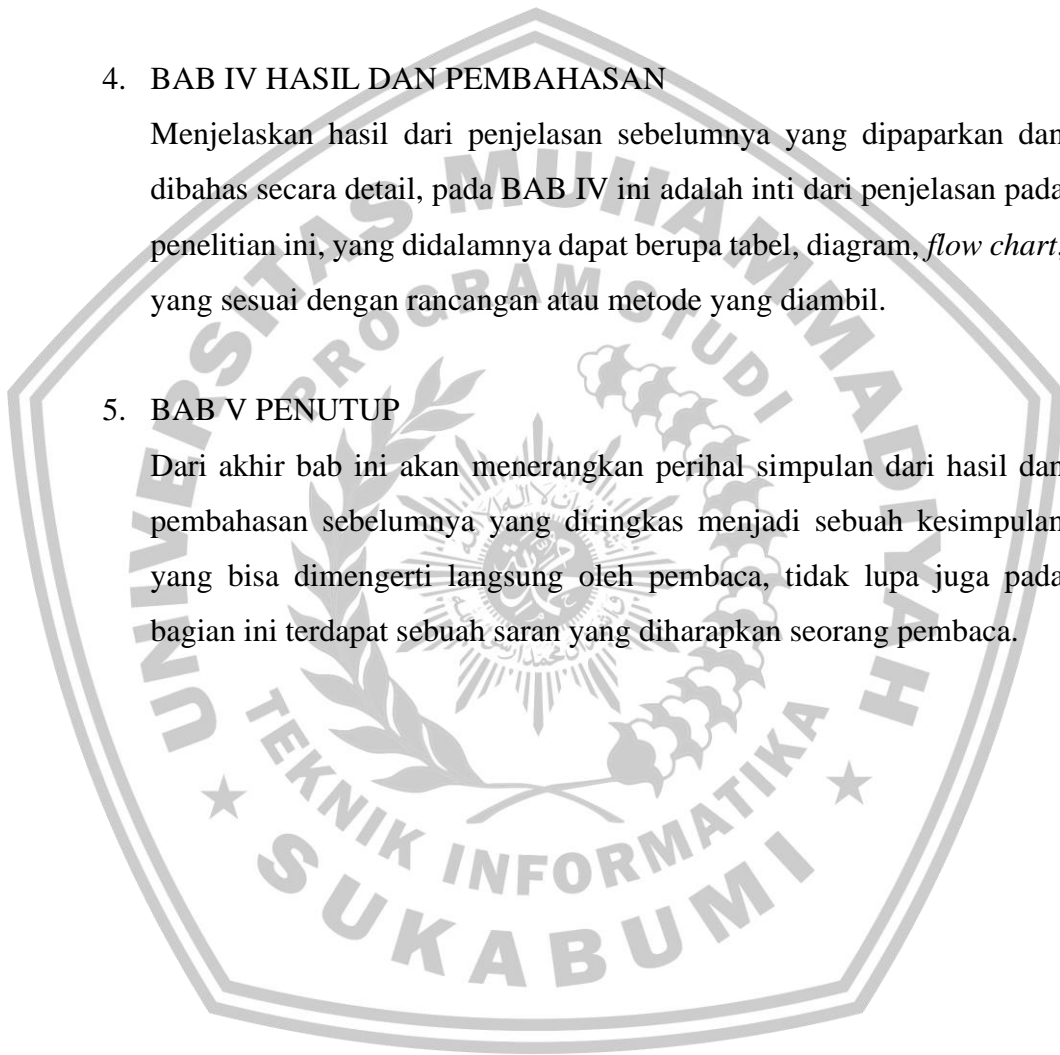 4. BAB IV HASIL DAN PEMBAHASAN
Menjelaskan hasil dari penjelasan sebelumnya yang dipaparkan dan
dibahas secara detail, pada BAB IV ini adalah inti dari penjelasan pada
penelitian ini, yang didalamnya dapat berupa tabel, diagram, flow chart,
yang sesuai dengan rancangan atau metode yang diambil.
5. BAB V PENUTUP
Dari akhir bab ini akan menerangkan perihal simpulan dari hasil dan
pembahasan sebelumnya yang diringkas menjadi sebuah kesimpulan
yang bisa dimengerti langsung oleh pembaca, tidak lupa juga pada
bagian ini terdapat sebuah saran yang diharapkan seorang pembaca.
UNIVERSITAS MUHAMMADIYAH
PROGRAM STUDI
TEKNIK INFORMATIKA
SUKABUMI